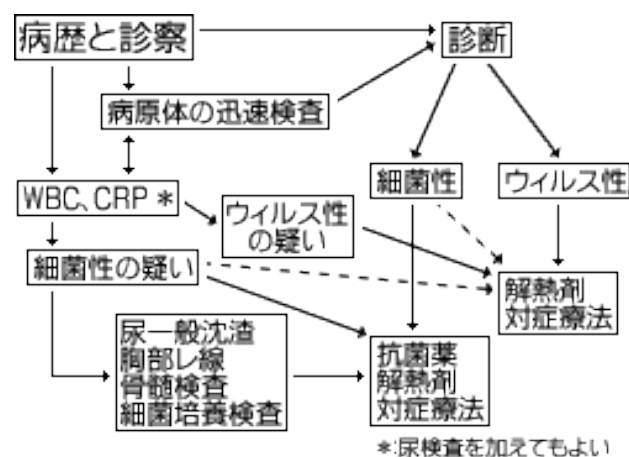 病歴と診察
診断
病原体の迅速検査
細菌性
ウィルス性
WBC、CRP *
ウィルス性
の疑い
細菌性の疑い
解熱剤
対症療法
尿一般沈渣
胸部レ線
骨髄検査
細菌培養検査
抗菌薬
解熱剤
対症療法
*:尿検査を加えてもよい